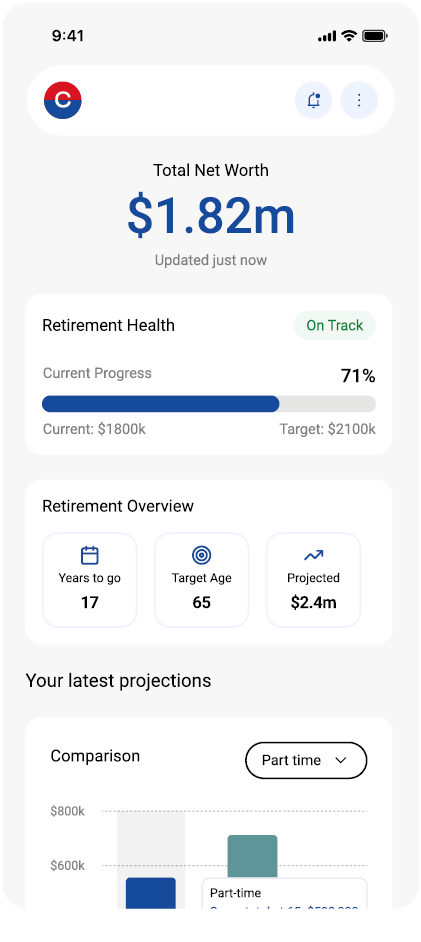 9:41
C
Total Net Worth
$1.82m
Updated just now
Retirement Health
On Track
Current Progress
71%
Current: $1800k
Target: $2100k
Retirement Overview
Years to go
17
Target Age
65
Projected
$2.4m
Your latest projections
Comparison
Part time
$800k
$600k
Part-time